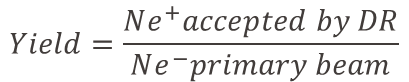 Yield = Ne⁺accepted by DR / Ne⁻primary beam